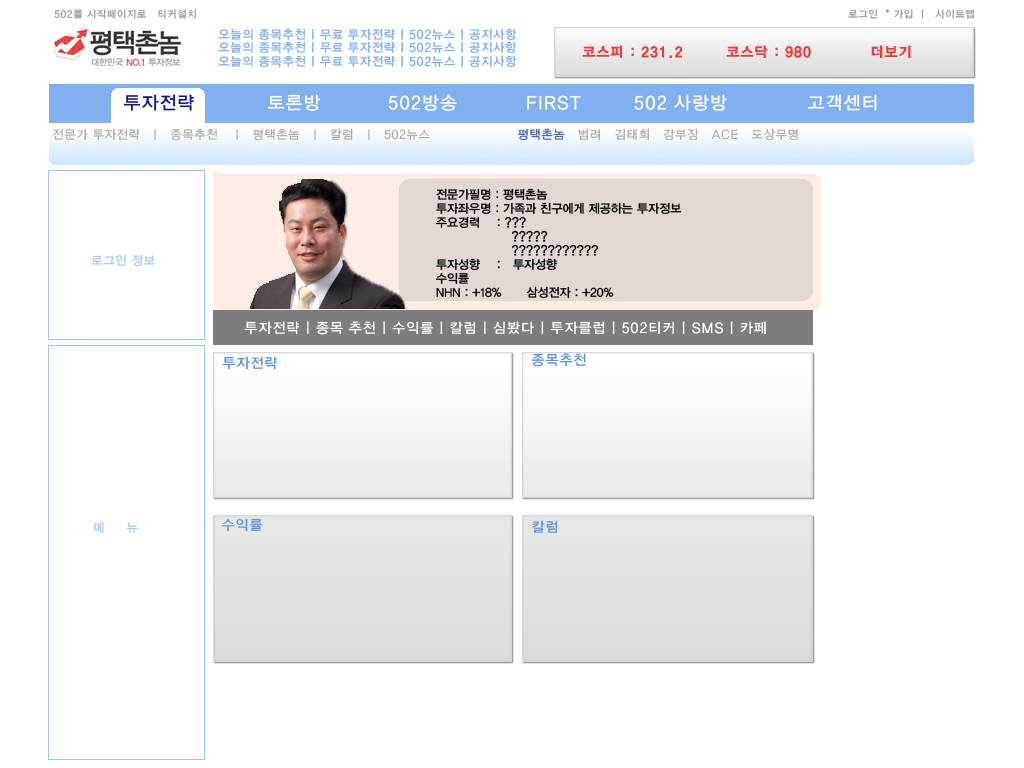 502를 시작페이지로 티커설치
로그인 * 가입 | 사이트맵
평택촌놈
대한민국 NO.1 투자정보
오늘의 종목추천 | 무료 투자전략 | 502뉴스 | 공지사항
오늘의 종목추천 | 무료 투자전략 | 502뉴스 | 공지사항
오늘의 종목추천 | 무료 투자전략 | 502뉴스 | 공지사항
코스피 : 231.2 코스닥 : 980 더보기
투자전략 토론방 502방송 FIRST 502 사랑방 고객센터
전문가 투자전략 | 종목추천 | 평택촌놈 | 칼럼 | 502뉴스
평택촌놈 범려 김태희 강부장 ACE 도상무명
로그인 정보
메 뉴
전문가필명 : 평택촌놈
투자좌우명 : 가족과 친구에게 제공하는 투자정보
주요경력 : ???
?????
????????????
투자성향 : 투자성향
수익률
NHN : +18% 삼성전자 : +20%
투자전략 | 종목 추천 | 수익률 | 칼럼 | 심봤다 | 투자클럽 | 502티커 | SMS | 카페
투자전략
종목추천
수익률
칼럼